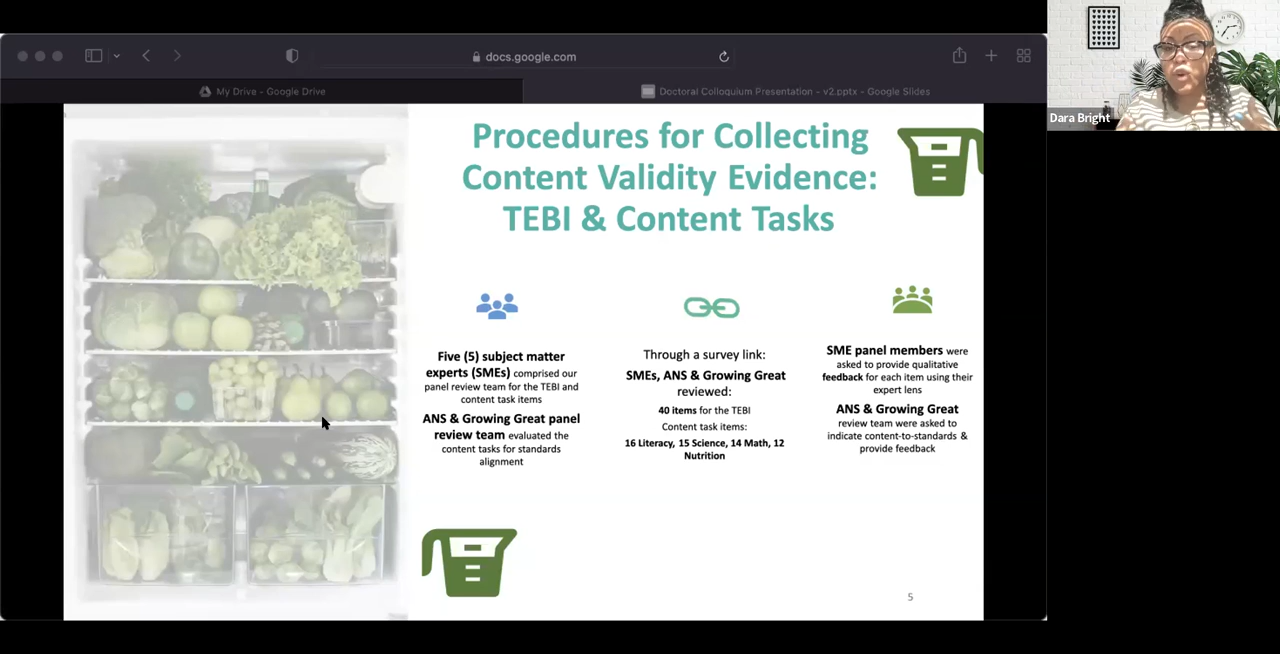 docs.google.com
My Drive - Google Drive
Doctoral Colloquium Presentation - v2.pptx - Google Slides
Dara Bright
Procedures for Collecting
Content Validity Evidence:
TEBI & Content Tasks
Five (5) subject matter
experts (SMEs) comprised our
panel review team for the TEBI and
content task items
ANS & Growing Great panel
review team evaluated the
content tasks for standards
alignment
Through a survey link:
SMEs, ANS & Growing Great
reviewed:
40 items for the TEBI
Content task items:
16 Literacy, 15 Science, 14 Math, 12
Nutrition
SME panel members were
asked to provide qualitative
feedback for each item using their
expert lens
ANS & Growing Great
review team were asked to
indicate content-to-standards &
provide feedback
5